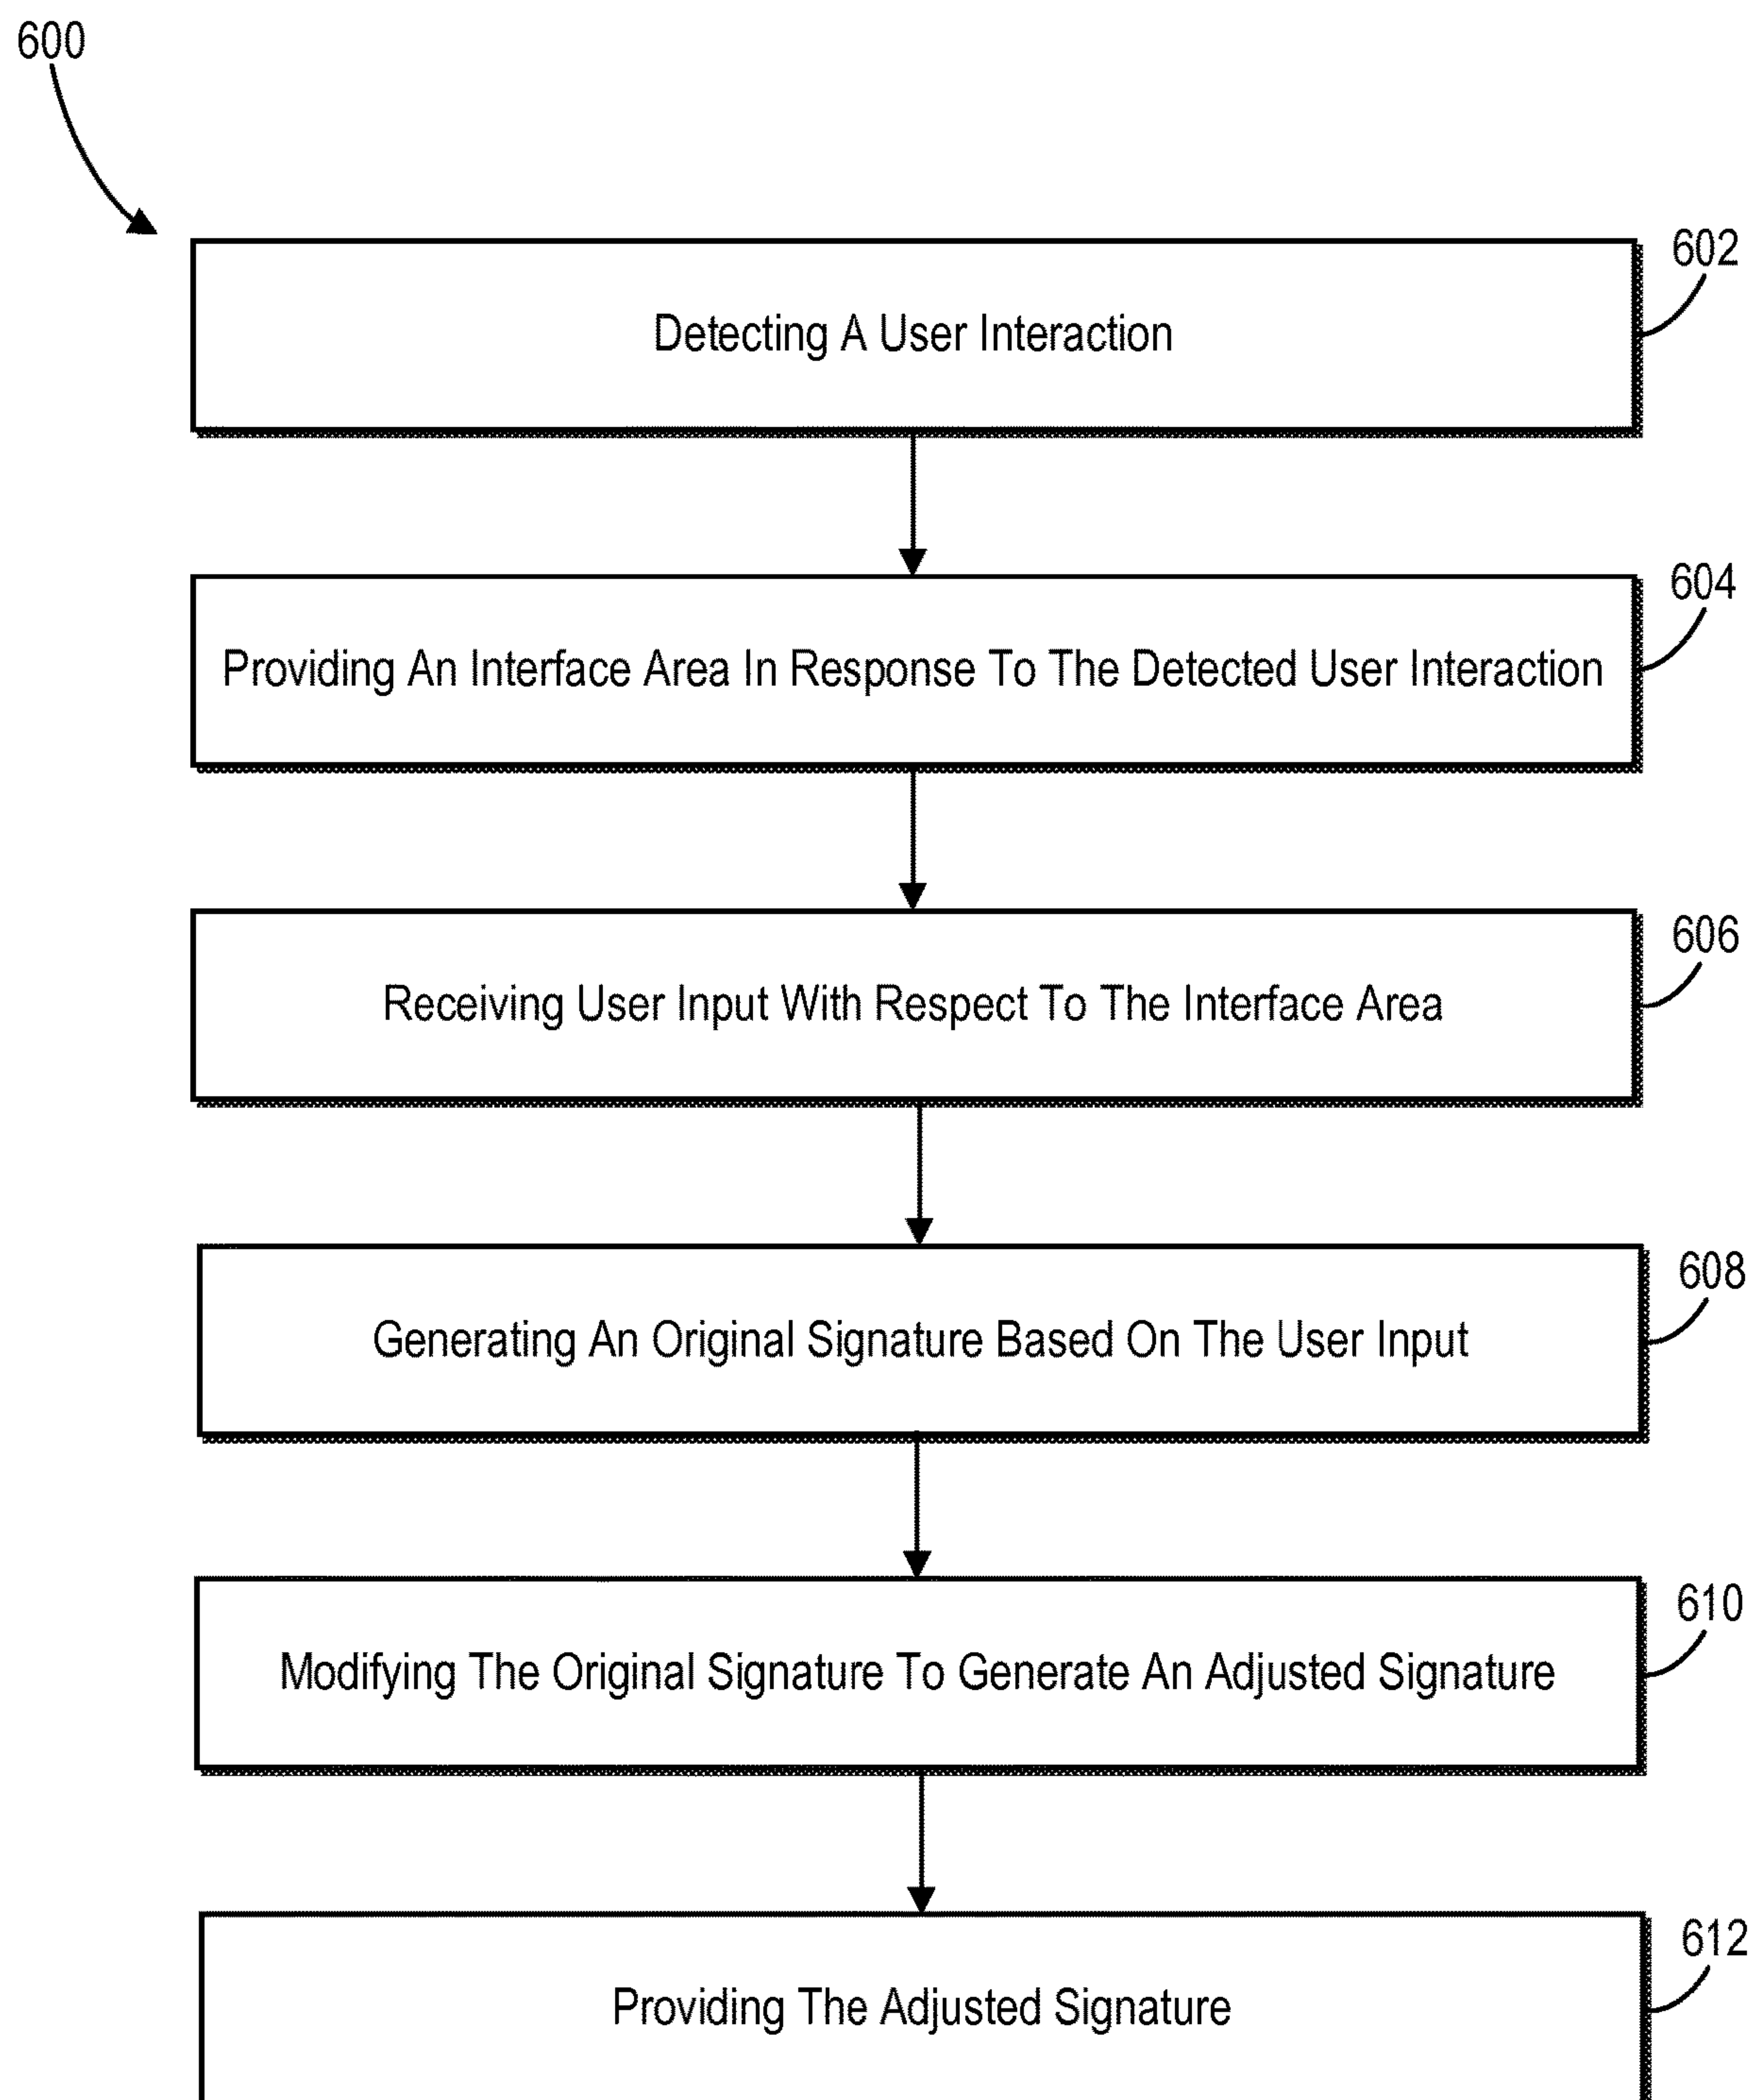 600
602
Detecting A User Interaction
604
Providing An Interface Area In Response To The Detected User Interaction
606
Receiving User Input With Respect To The Interface Area
608
Generating An Original Signature Based On The User Input
610
Modifying The Original Signature To Generate An Adjusted Signature
612
Providing The Adjusted Signature